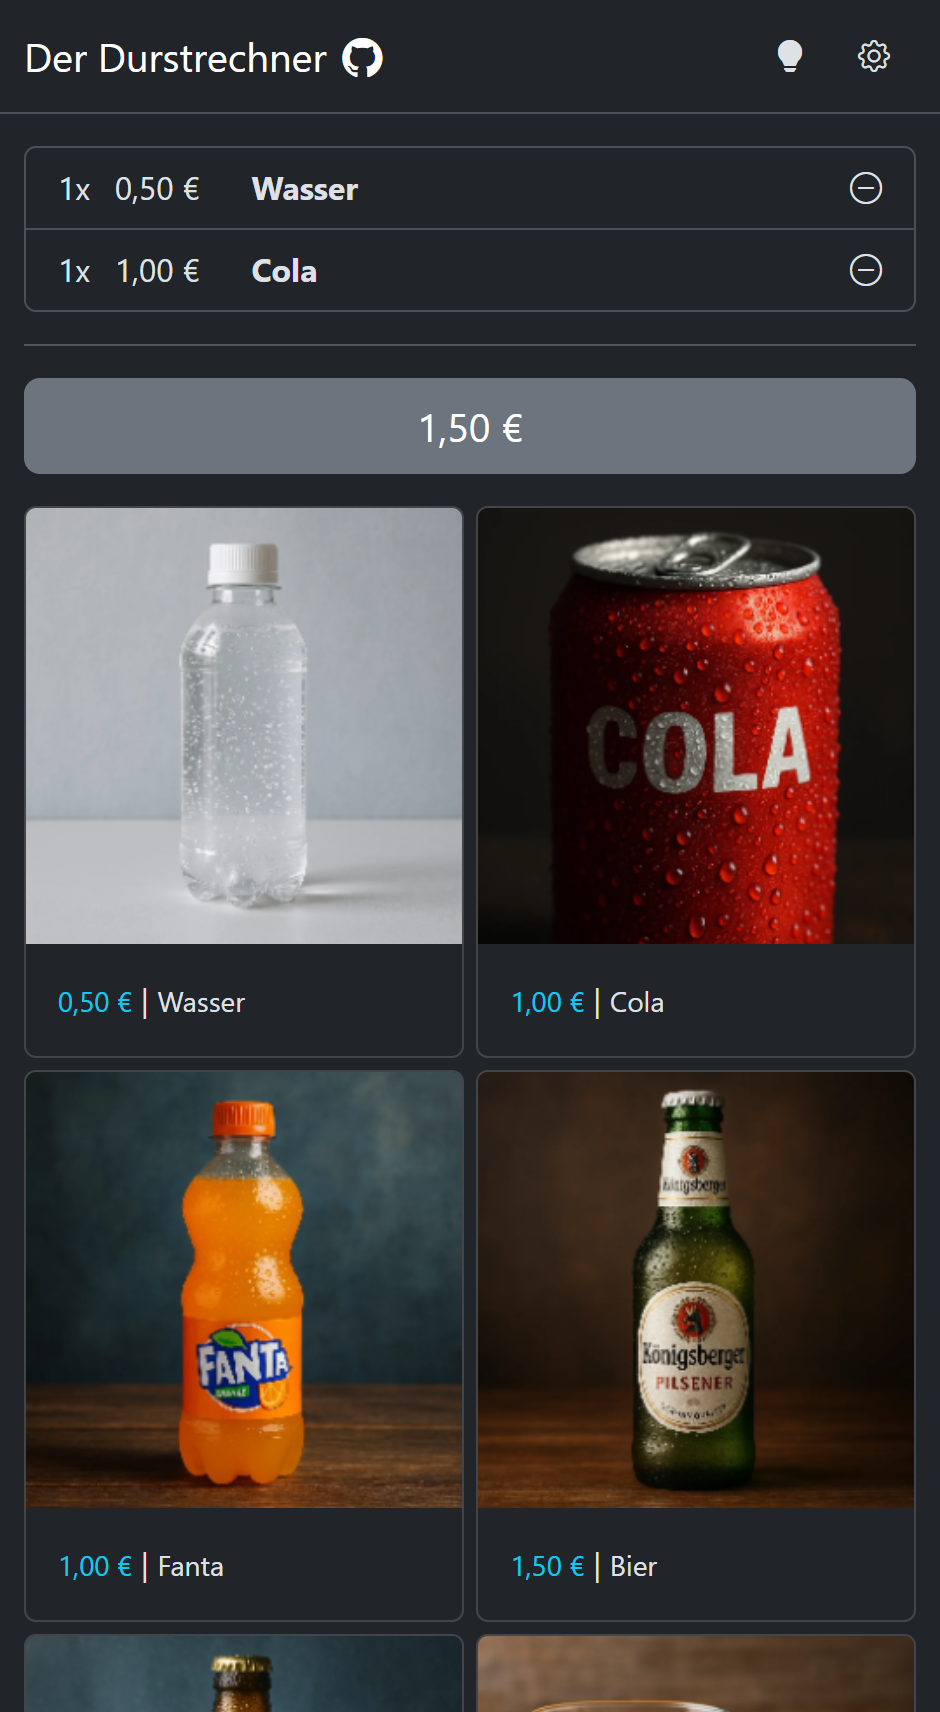 Der Durstrechner
1x 0,50 € Wasser
1x 1,00 € Cola
1,50 €
COLA
0,50 € | Wasser
1,00 € | Cola
FANTA
Königsberger
Königsberger
PILSENER
1,00 € | Fanta
1,50 € | Bier